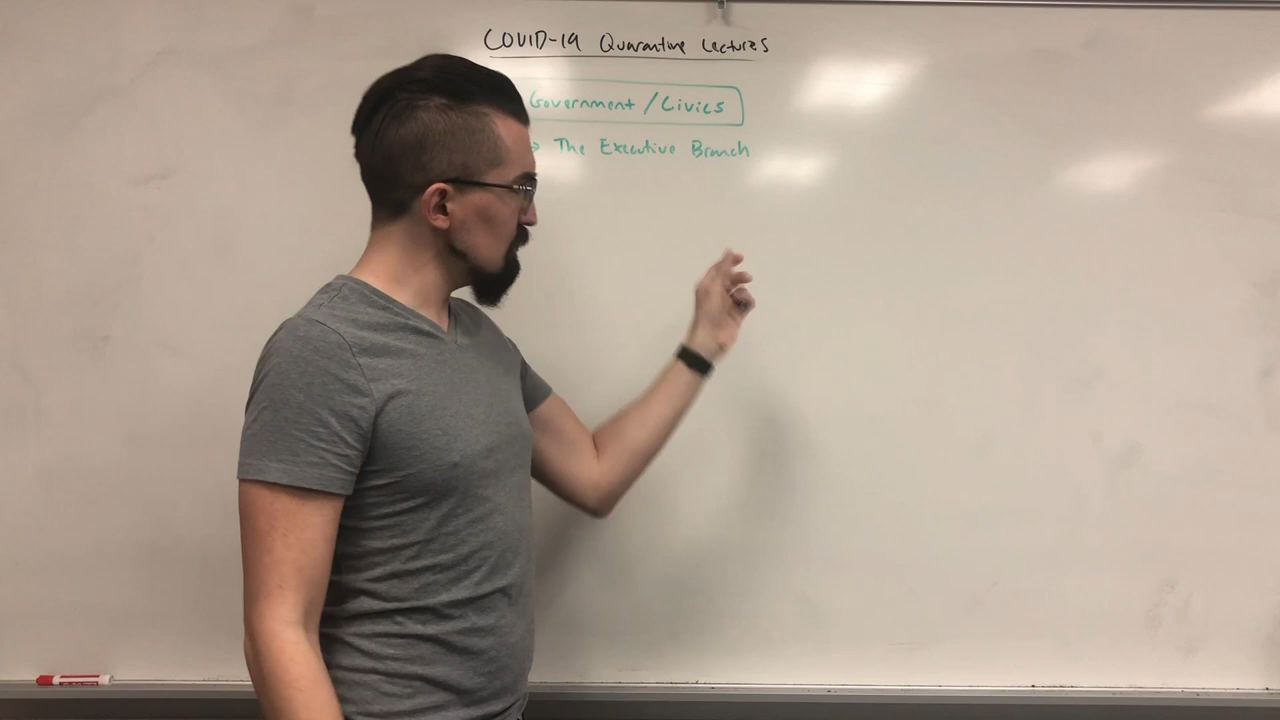 COVID-19 Quarantine Lectures
Government / Civics
The Executive Branch